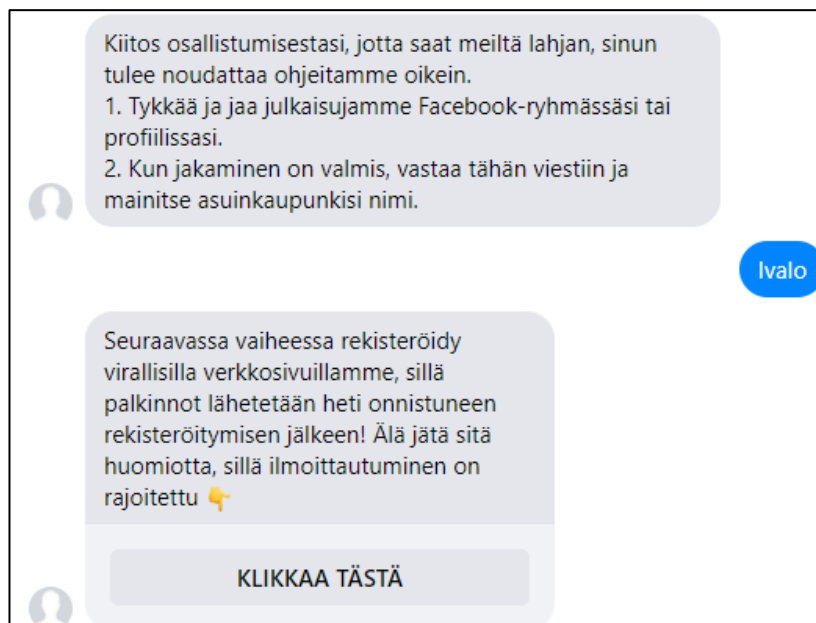 Kiitos osallistumisestasi, jotta saat meiltä lahjan, sinun
tulee noudattaa ohjeitamme oikein.
1. Tykkää ja jaa julkaisujamme Facebook-ryhmässäsi tai
profiilissasi.
2. Kun jakaminen on valmis, vastaa tähän viestiin ja
mainitse asuinkaupunkisi nimi.
Ivalo
Seuraavassa vaiheessa rekisteröidy
virallisilla verkkosivuillamme, sillä
palkinnot lähetetään heti onnistuneen
rekisteröitymisen jälkeen! Älä jätä sitä
huomiotta, sillä ilmoittautuminen on
rajoitettu 👇
KLIKKAA TÄSTÄ